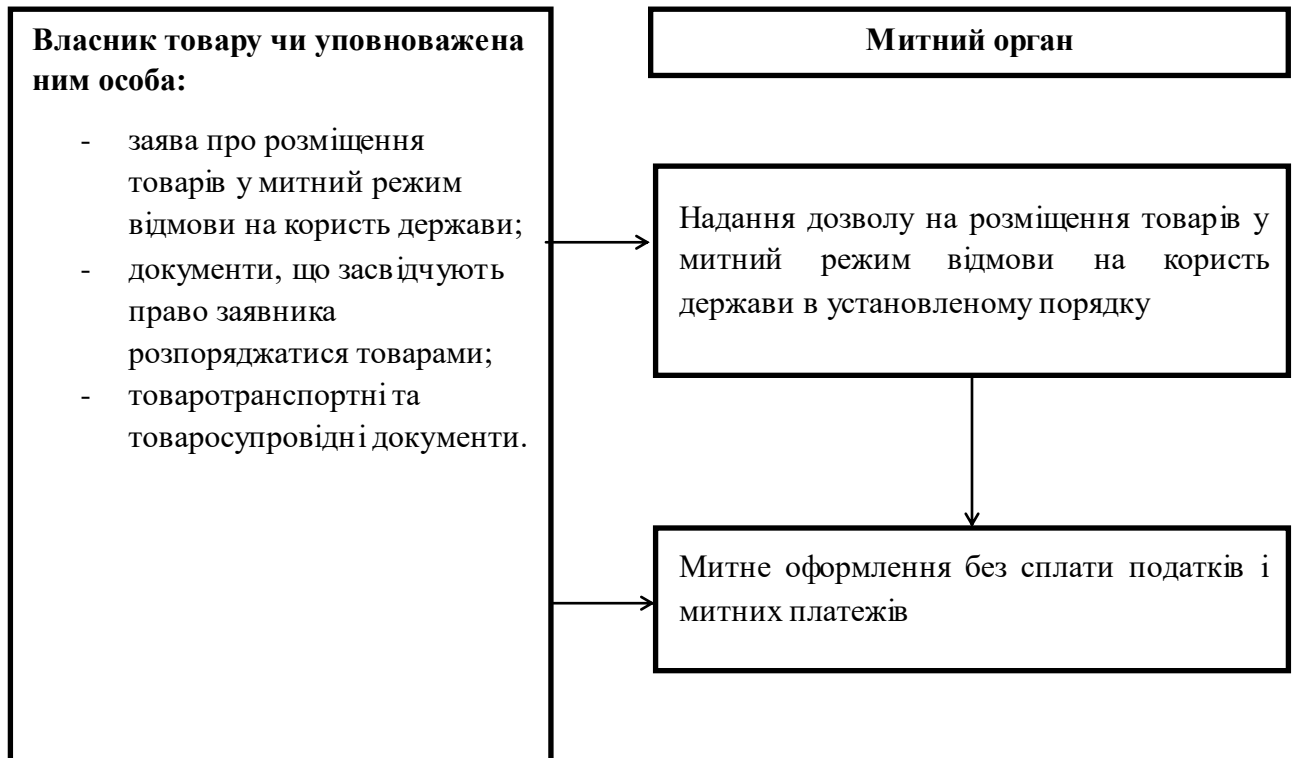 Власник товару чи уповноважена
ним особа:
- заява про розміщення
товарів у митний режим
відмови на користь держави;
- документи, що засвідчують
право заявника
розпоряджатися товарами;
- товаротранспортні та
товаросупровідні документи.
Митний орган
Надання дозволу на розміщення товарів у
митний режим відмови на користь
держави в установленому порядку
Митне оформлення без сплати податків і
митних платежів